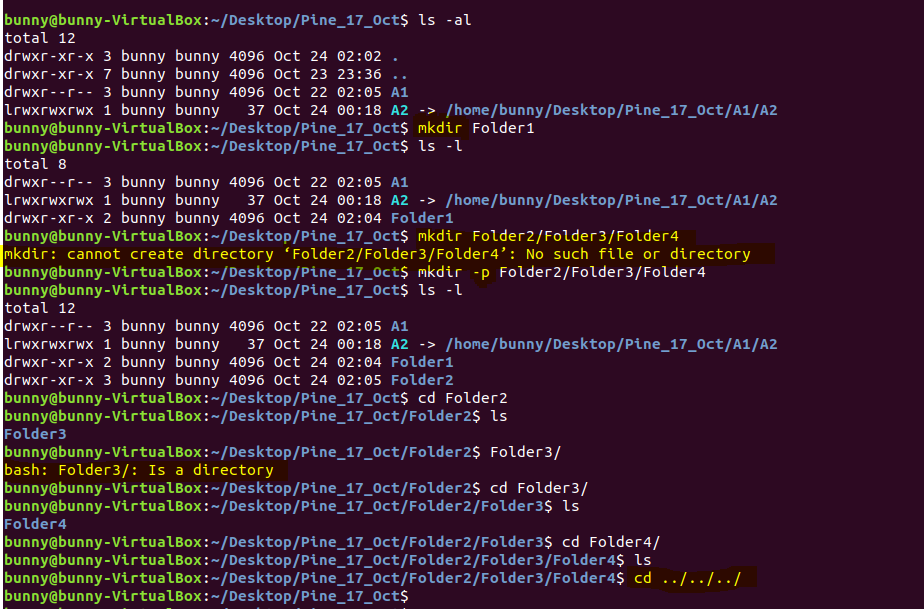 bunny@bunny-VirtualBox:~/Desktop/Pine_17_Oct$ ls -al
total 12
drwxr-xr-x 3 bunny bunny 4096 Oct 24 02:02 .
drwxr-xr-x 7 bunny bunny 4096 Oct 23 23:36 ..
drwxr--r-- 3 bunny bunny 4096 Oct 22 02:05 A1
lrwxrwxrwx 1 bunny bunny   37 Oct 24 00:18 A2 -> /home/bunny/Desktop/Pine_17_Oct/A1/A2
bunny@bunny-VirtualBox:~/Desktop/Pine_17_Oct$ mkdir Folder1
bunny@bunny-VirtualBox:~/Desktop/Pine_17_Oct$ ls -l
total 8
drwxr--r-- 3 bunny bunny 4096 Oct 22 02:05 A1
lrwxrwxrwx 1 bunny bunny   37 Oct 24 00:18 A2 -> /home/bunny/Desktop/Pine_17_Oct/A1/A2
drwxr-xr-x 2 bunny bunny 4096 Oct 24 02:04 Folder1
bunny@bunny-VirtualBox:~/Desktop/Pine_17_Oct$ mkdir Folder2/Folder3/Folder4
mkdir: cannot create directory ‘Folder2/Folder3/Folder4’: No such file or directory
bunny@bunny-VirtualBox:~/Desktop/Pine_17_Oct$ mkdir -p Folder2/Folder3/Folder4
bunny@bunny-VirtualBox:~/Desktop/Pine_17_Oct$ ls -l
total 12
drwxr--r-- 3 bunny bunny 4096 Oct 22 02:05 A1
lrwxrwxrwx 1 bunny bunny   37 Oct 24 00:18 A2 -> /home/bunny/Desktop/Pine_17_Oct/A1/A2
drwxr-xr-x 2 bunny bunny 4096 Oct 24 02:04 Folder1
drwxr-xr-x 3 bunny bunny 4096 Oct 24 02:05 Folder2
bunny@bunny-VirtualBox:~/Desktop/Pine_17_Oct$ cd Folder2
bunny@bunny-VirtualBox:~/Desktop/Pine_17_Oct/Folder2$ ls
Folder3
bunny@bunny-VirtualBox:~/Desktop/Pine_17_Oct/Folder2$ Folder3/
bash: Folder3/: Is a directory
bunny@bunny-VirtualBox:~/Desktop/Pine_17_Oct/Folder2$ cd Folder3/
bunny@bunny-VirtualBox:~/Desktop/Pine_17_Oct/Folder2/Folder3$ ls
Folder4
bunny@bunny-VirtualBox:~/Desktop/Pine_17_Oct/Folder2/Folder3$ cd Folder4/
bunny@bunny-VirtualBox:~/Desktop/Pine_17_Oct/Folder2/Folder3/Folder4$ ls
bunny@bunny-VirtualBox:~/Desktop/Pine_17_Oct/Folder2/Folder3/Folder4$ cd ../../../
bunny@bunny-VirtualBox:~/Desktop/Pine_17_Oct$